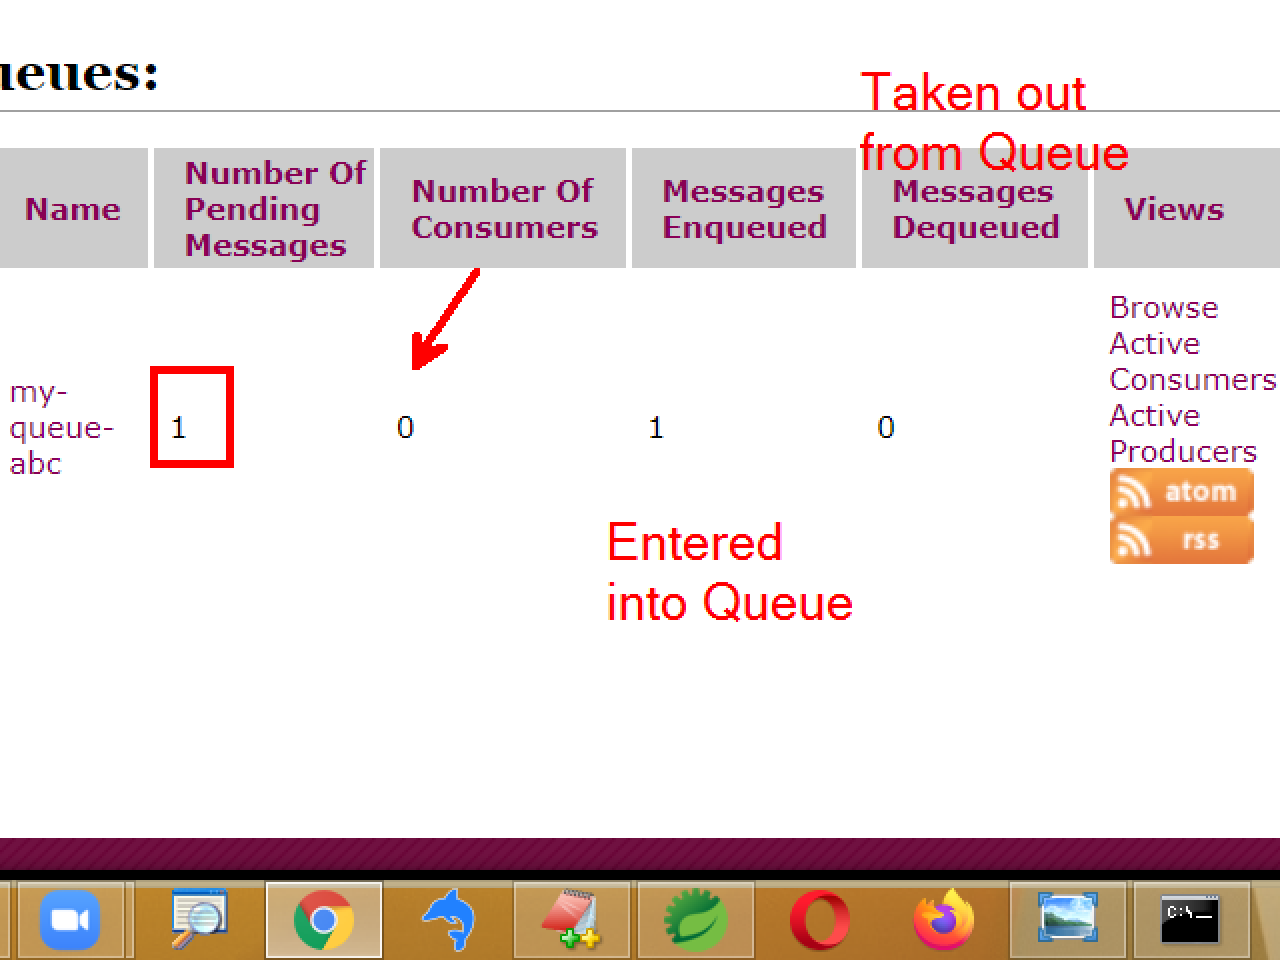 ueues:
Taken out
from Queue
Name
Number Of
Pending
Messages
Number Of
Consumers
Messages
Enqueued
Messages
Dequeued
Views
my-
queue-
abc
1
0
1
0
Browse
Active
Consumers
Active
Producers
atom
rss
Entered
into Queue
C:\_